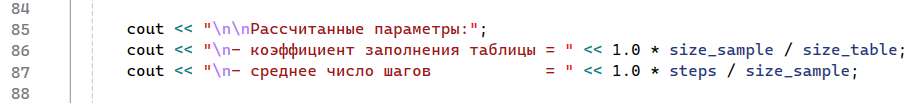 84
85 cout << "\n\nРассчитанные параметры:";
86 cout << "\n- коэффициент заполнения таблицы = " << 1.0 * size_sample / size_table;
87 cout << "\n- среднее число шагов            = " << 1.0 * steps / size_sample;
88